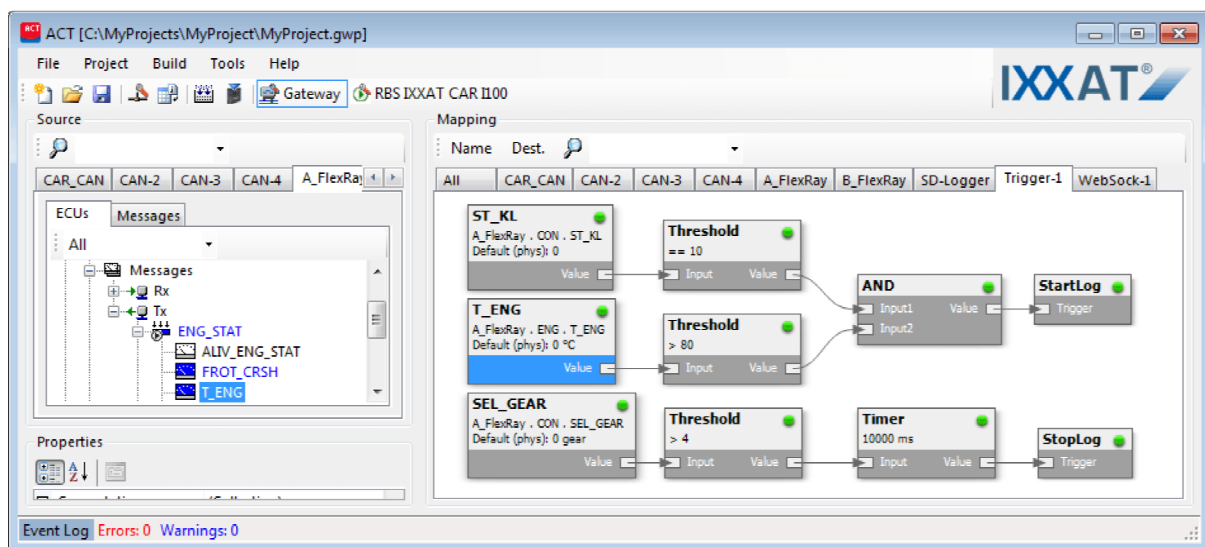 ACT [C:\MyProjects\MyProject\MyProject.gwp]
File Project Build Tools Help
IXXAT®
Gateway RBS IXXAT CAR I100
Source
CAR_CAN CAN-2 CAN-3 CAN-4 A_FlexRay
ECUs Messages
All
Messages
Rx
Tx
ENG_STAT
ALIV_ENG_STAT
FROT_CRSH
T_ENG
Properties
Mapping
Name Dest.
All CAR_CAN CAN-2 CAN-3 CAN-4 A_FlexRay B_FlexRay SD-Logger Trigger-1 WebSock-1
ST_KL
A_FlexRay . CON . ST_KL
Default (phys): 0
Value
Threshold
== 10
Input Value
T_ENG
A_FlexRay . ENG . T_ENG
Default (phys): 0 °C
Value
Threshold
> 80
Input Value
AND
Input1 Value
Input2
StartLog
Trigger
SEL_GEAR
A_FlexRay . CON . SEL_GEAR
Default (phys): 0 gear
Value
Threshold
> 4
Input Value
Timer
10000 ms
Input Value
StopLog
Trigger
Event Log Errors: 0 Warnings: 0